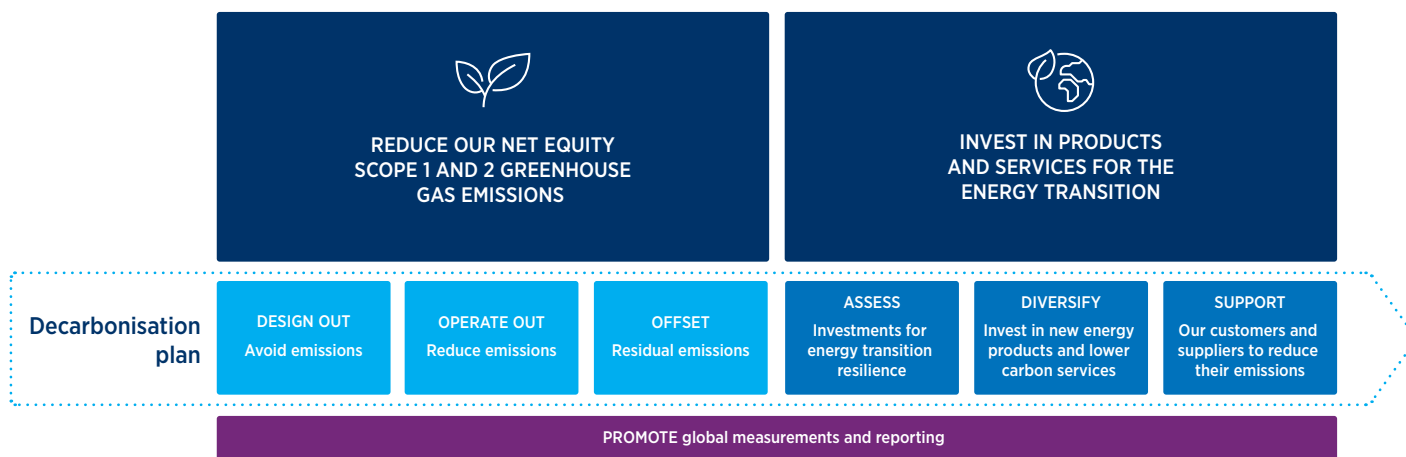 REDUCE OUR NET EQUITY
SCOPE 1 AND 2 GREENHOUSE
GAS EMISSIONS
INVEST IN PRODUCTS
AND SERVICES FOR THE
ENERGY TRANSITION
Decarbonisation
plan
DESIGN OUT
Avoid emissions
OPERATE OUT
Reduce emissions
OFFSET
Residual emissions
ASSESS
Investments for
energy transition
resilience
DIVERSIFY
Invest in new energy
products and lower
carbon services
SUPPORT
Our customers and
suppliers to reduce
their emissions
PROMOTE global measurements and reporting